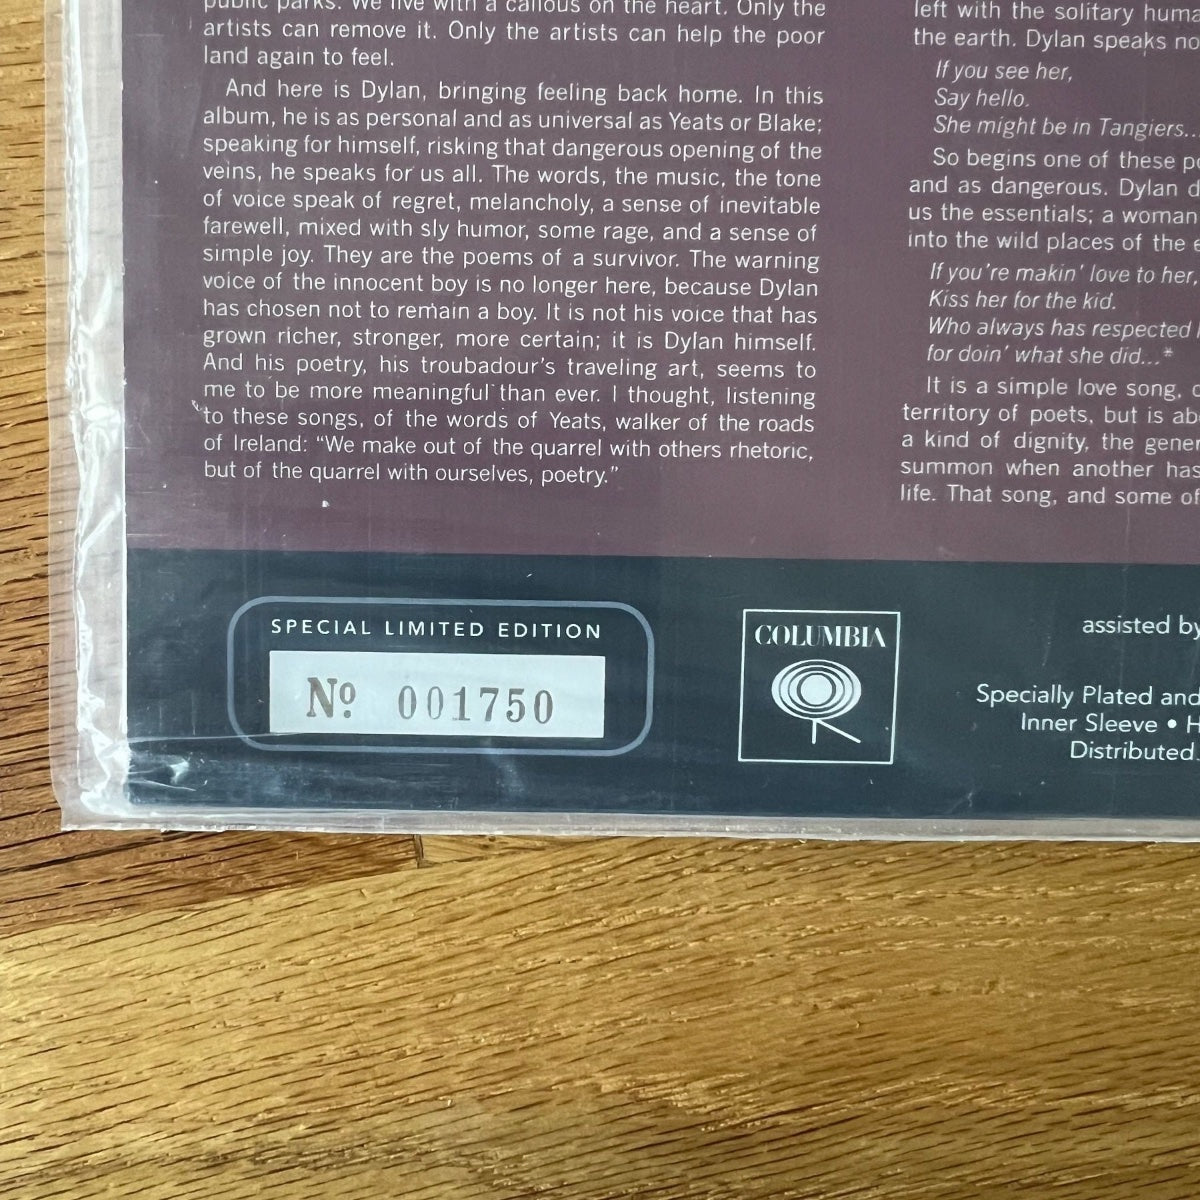 public parks. We live with a callous on the heart. Only the
artists can remove it. Only the artists can help the poor
land again to feel.
And here is Dylan, bringing feeling back home. In this
album, he is as personal and as universal as Yeats or Blake;
speaking for himself, risking that dangerous opening of the
veins, he speaks for us all. The words, the music, the tone
of voice speak of regret, melancholy, a sense of inevitable
farewell, mixed with sly humor, some rage, and a sense of
simple joy. They are the poems of a survivor. The warning
voice of the innocent boy is no longer here, because Dylan
has chosen not to remain a boy. It is not his voice that has
grown richer, stronger, more certain; it is Dylan himself.
And his poetry, his troubadour's traveling art, seems to
me to be more meaningful than ever. I thought, listening
to these songs, of the words of Yeats, walker of the roads
of Ireland: “We make out of the quarrel with others rhetoric,
but of the quarrel with ourselves, poetry.”
left with the solitary
the earth. Dylan speaks
If you see her,
Say hello.
She might be in Tangiers...
So begins one of these
and as dangerous. Dylan
us the essentials; a woman
into the wild places of the
If you're makin' love to her,
Kiss her for the kid.
Who always has respected
for doin' what she did...*
It is a simple love song,
territory of poets, but is
a kind of dignity, the
summon when another has
life. That song, and some of
SPECIAL LIMITED EDITION
Nº 001750
COLUMBIA
assisted by
Specially Plated and
Inner Sleeve •
Distributed